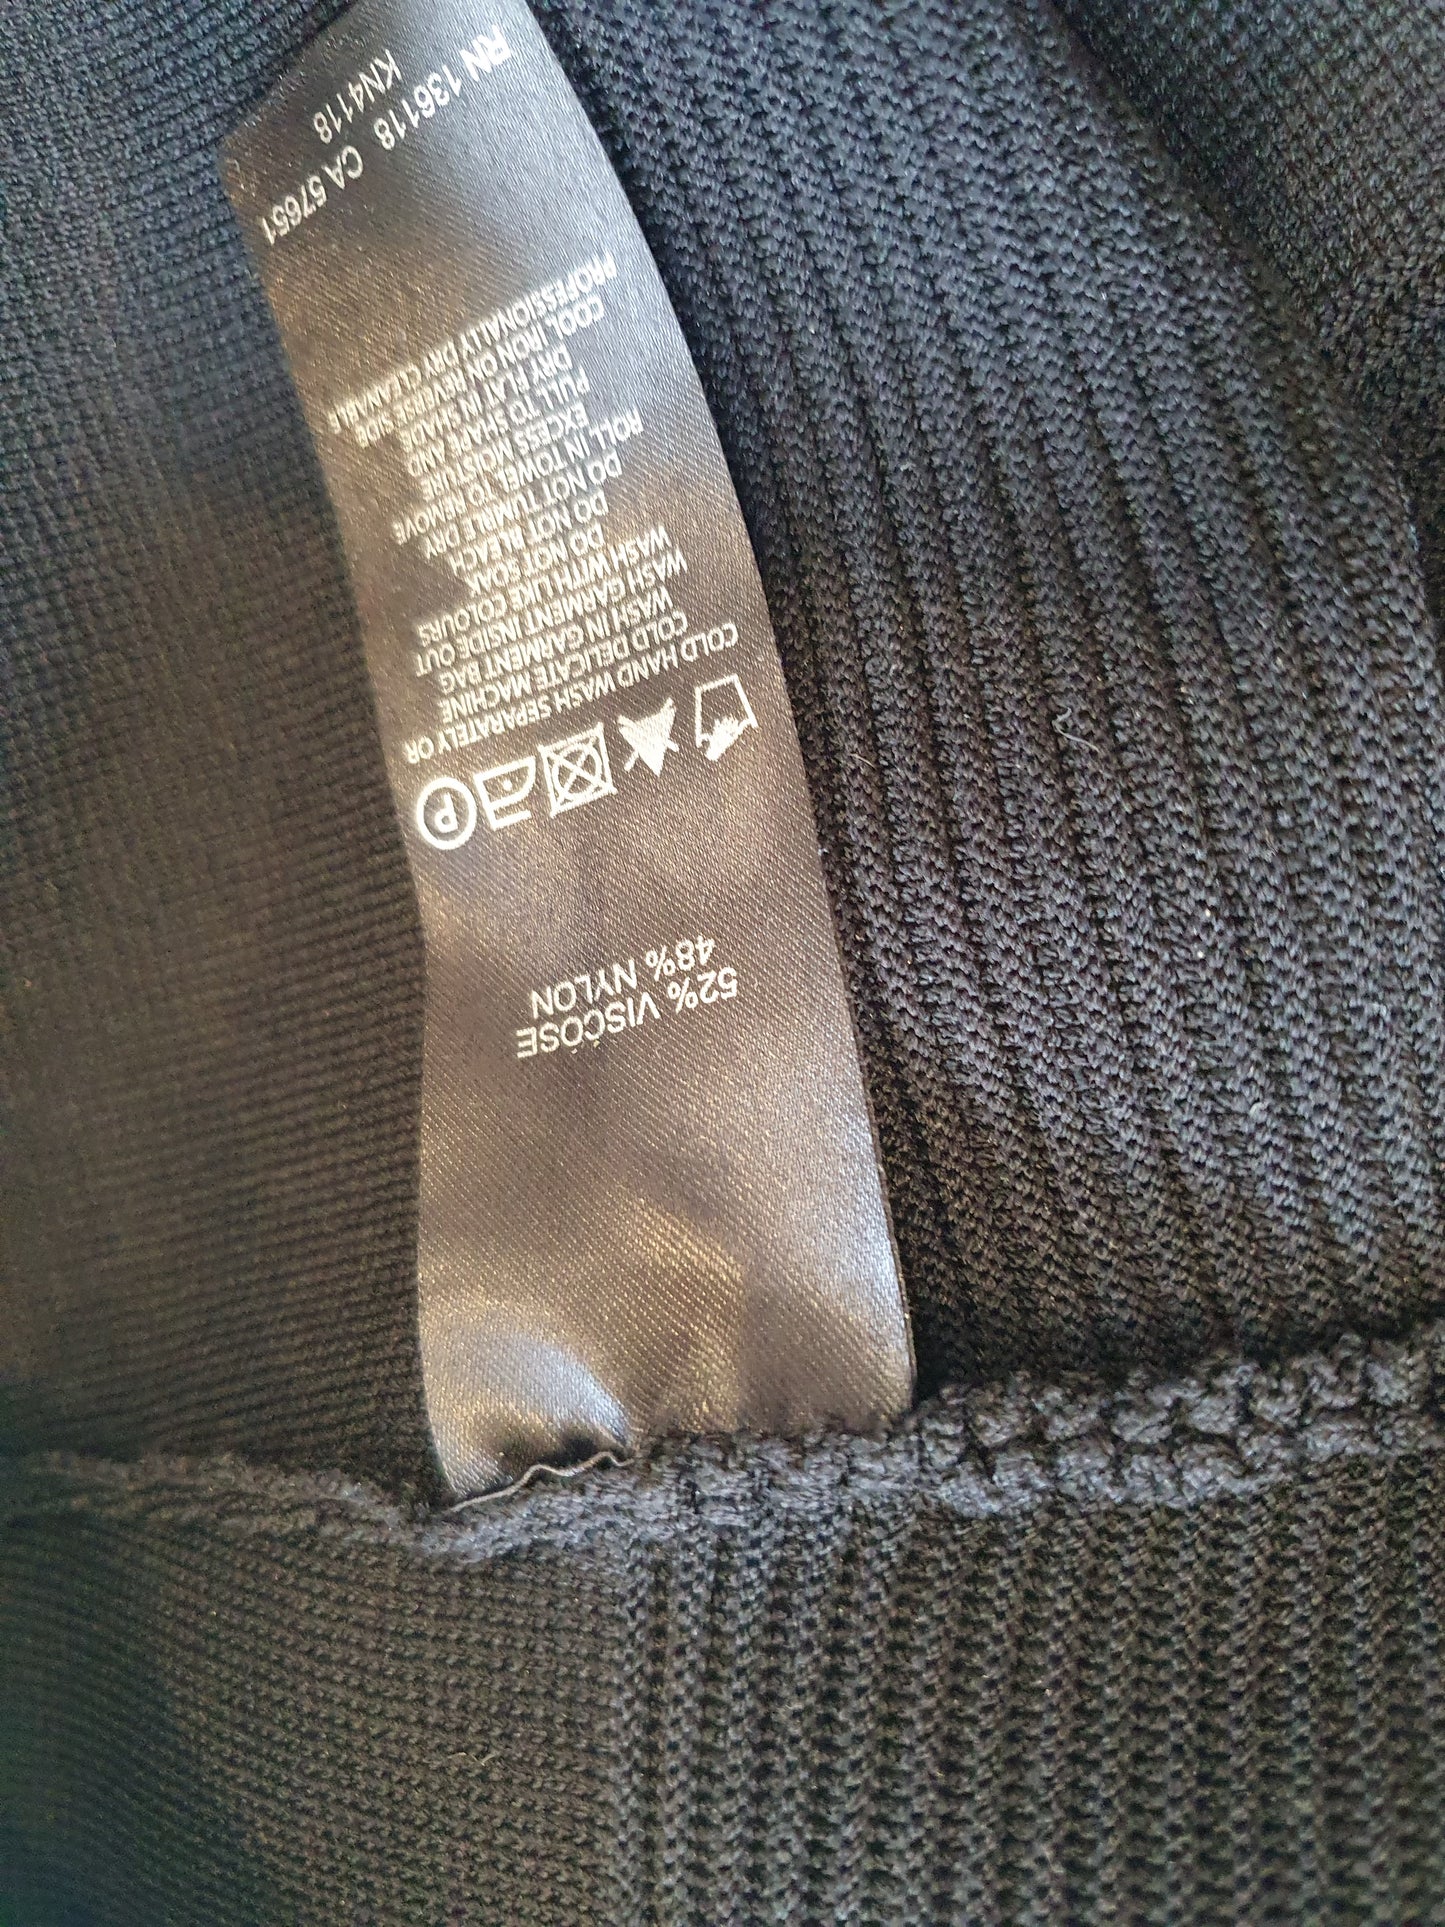 52% VISCOSE
48% NYLON
P
COLD HAND WASH SEPARATELY OR
COLD DELICATE MACHINE
WASH IN GARMENT BAG
WASH GARMENT INSIDE OUT
WASH WITH LIKE COLOURS
DO NOT SOAK
DO NOT BLEACH
DO NOT TUMBLE DRY
ROLL IN TOWEL TO REMOVE
EXCESS MOISTURE
PULL TO SHAPE AND
DRY FLAT IN SHADE
COOL IRON ON REVERSE SIDE
PROFESSIONALLY DRY CLEANABLE
RN 136118 CA 57651
KN4118